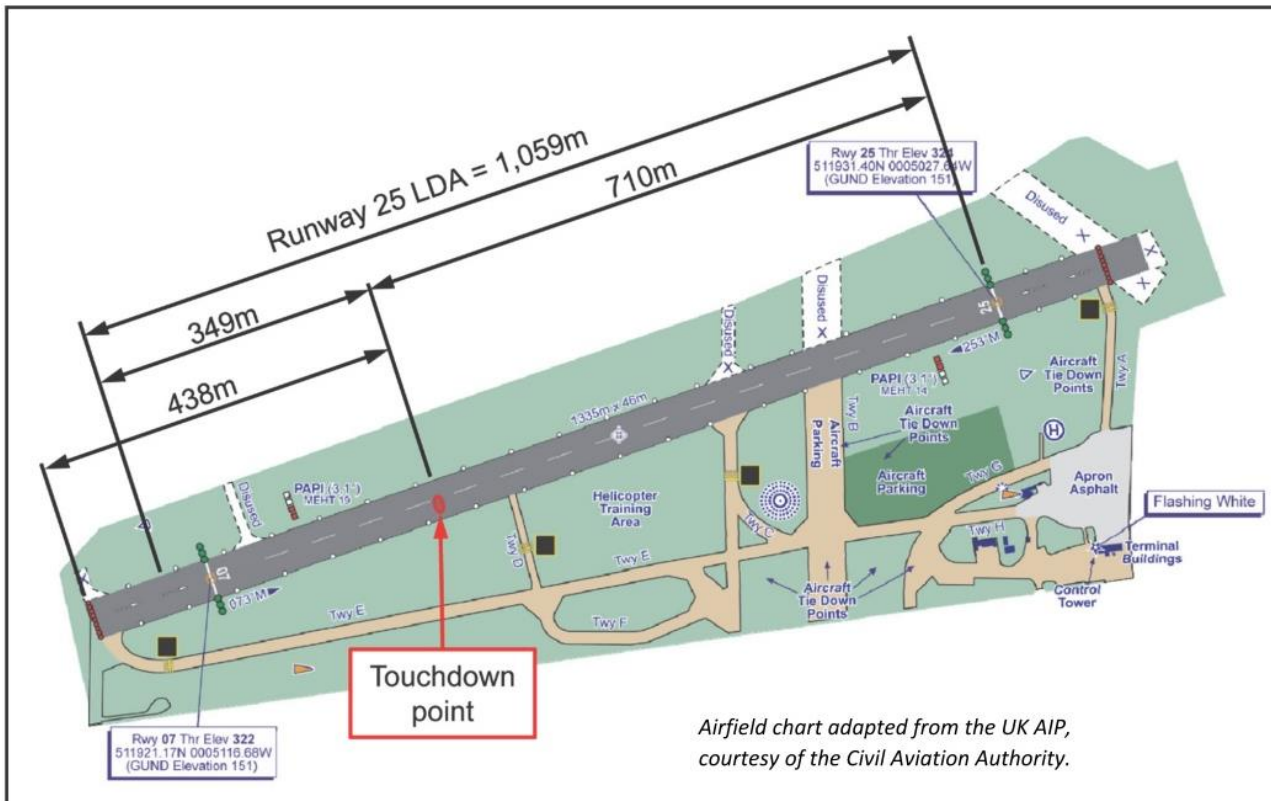 Runway 25 LDA = 1,059m
710m
349m
438m
Rwy 25 Thr Elev 324
511931.40N 0005027.64W
(GUND Elevation 151)
Disused
X
X
X
Disused
X
Disused
X
25
253°M
PAPI (3.1°)
MEHT 14
Aircraft
Tie Down
Points
Twy A
1335m x 46m
Twy B
Aircraft
Parking
Aircraft
Tie Down
Points
Aircraft
Parking
H
Twy G
Apron
Asphalt
Flashing White
PAPI (3.1°)
MEHT 19
Disused
Helicopter
Training
Area
Twy C
Twy D
Twy E
Twy H
Terminal
Buildings
Control
Tower
Aircraft
Tie Down
Points
X
07
073°M
Twy E
Twy F
Touchdown
point
Rwy 07 Thr Elev 322
511921.17N 0005116.68W
(GUND Elevation 151)
Airfield chart adapted from the UK AIP,
courtesy of the Civil Aviation Authority.